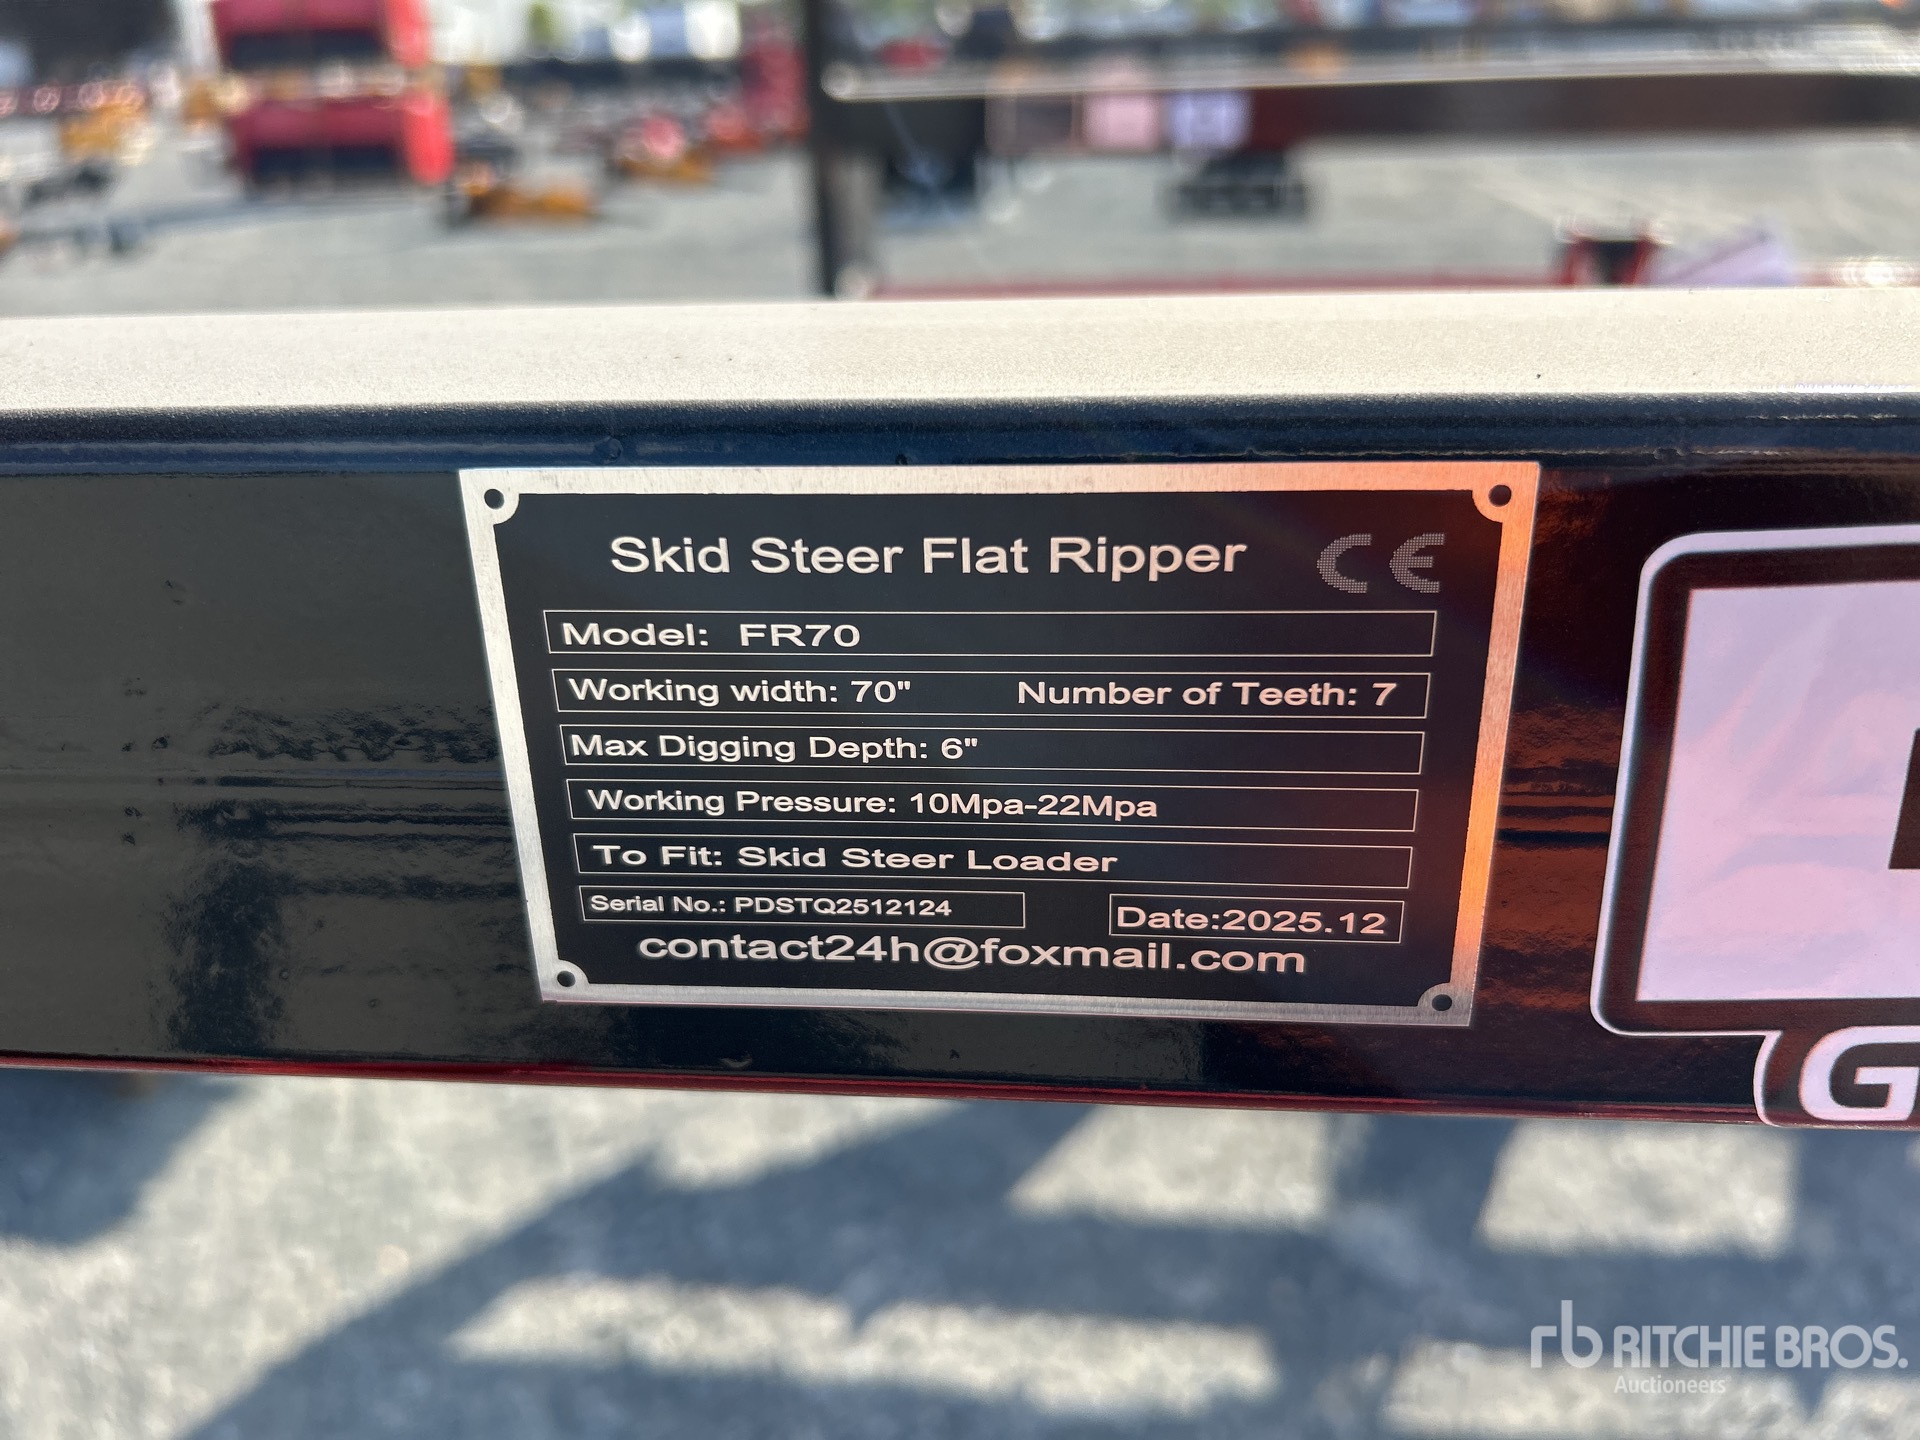 Skid Steer Flat Ripper CE
Model: FR70
Working width: 70" Number of Teeth: 7
Max Digging Depth: 6"
Working Pressure: 10Mpa-22Mpa
To Fit: Skid Steer Loader
Serial No.: PDSTQ2512124 Date:2025.12
contact24h@foxmail.com
G
rb RITCHIE BROS.
Auctioneers